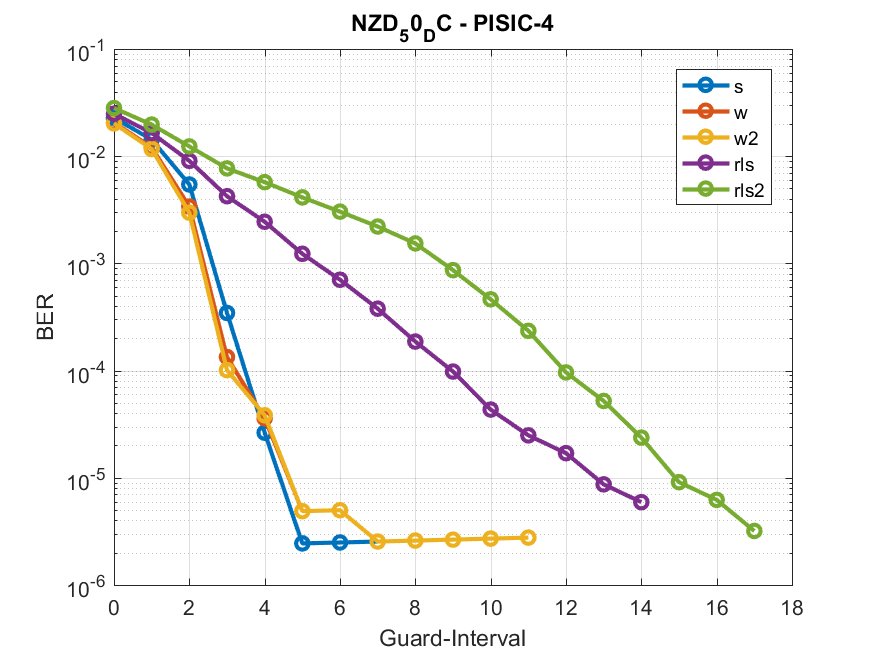 NZD₅0_DC - PISIC-4
10⁻¹
10⁻²
10⁻³
10⁻⁴
10⁻⁵
10⁻⁶
BER
0 2 4 6 8 10 12 14 16 18
Guard-Interval
s
w
w2
rls
rls2